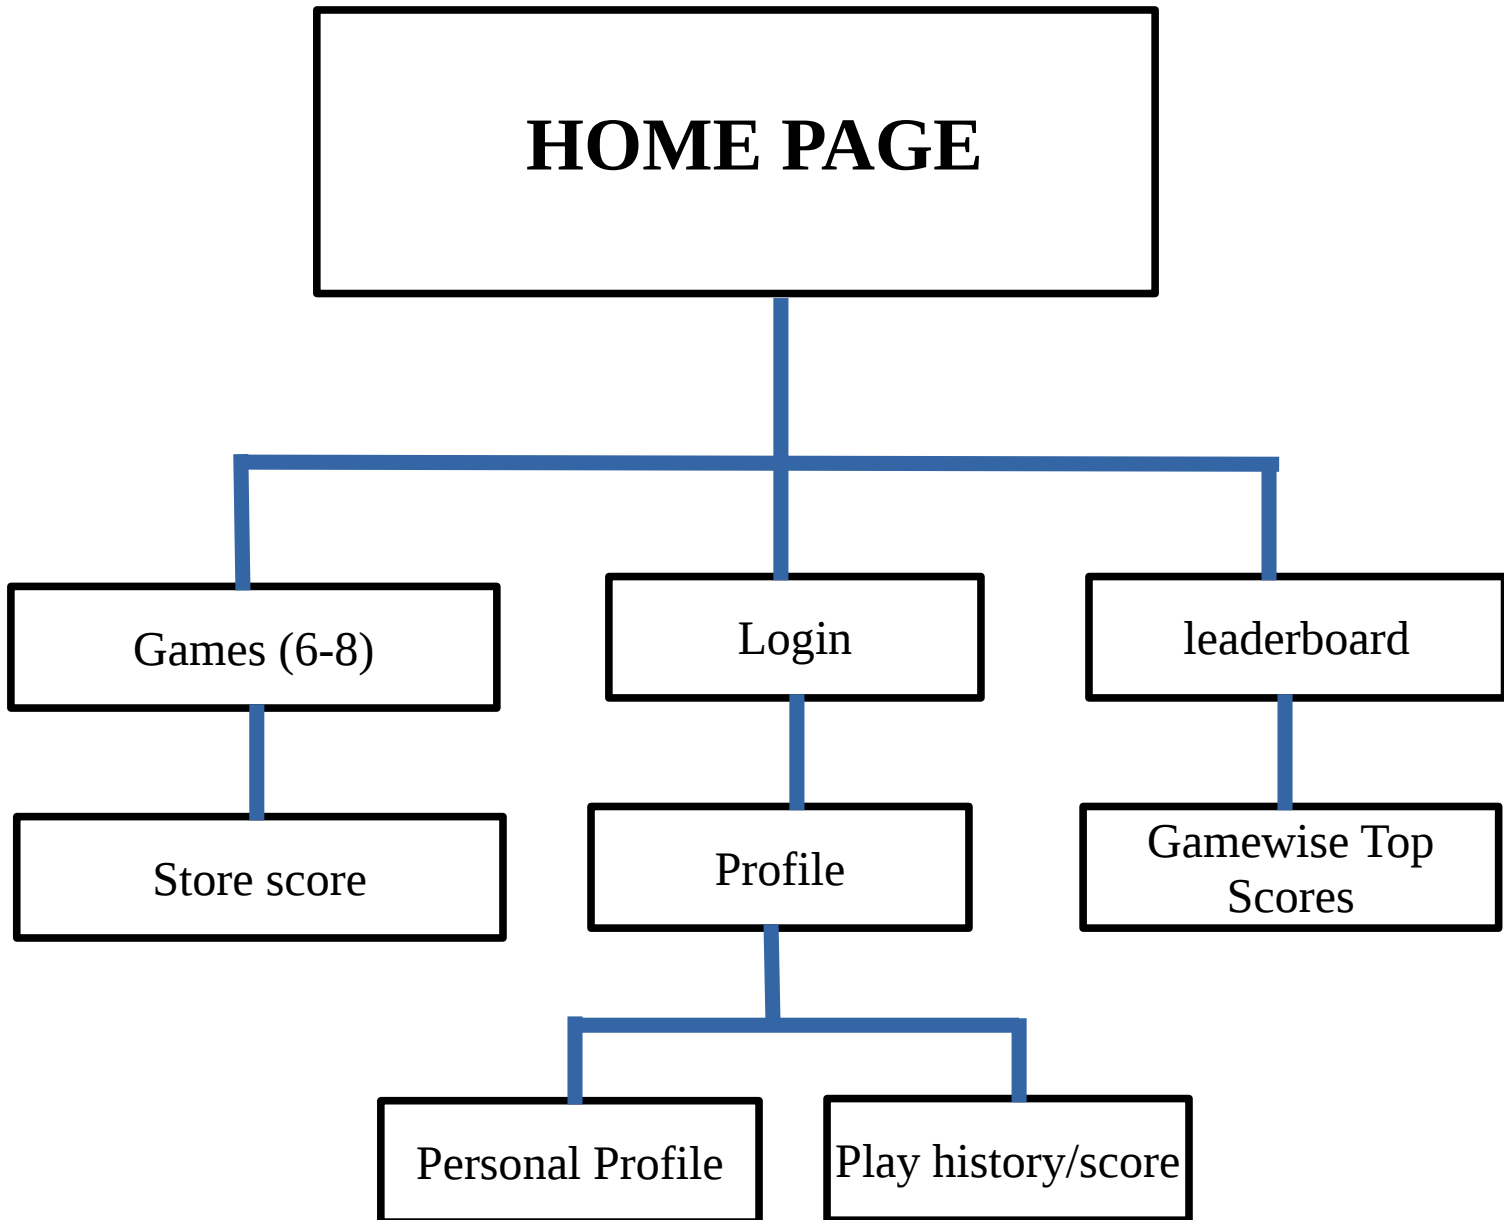 HOME PAGE
Games (6-8)
Login
leaderboard
Store score
Profile
Gamewise Top
Scores
Personal Profile
Play history/score